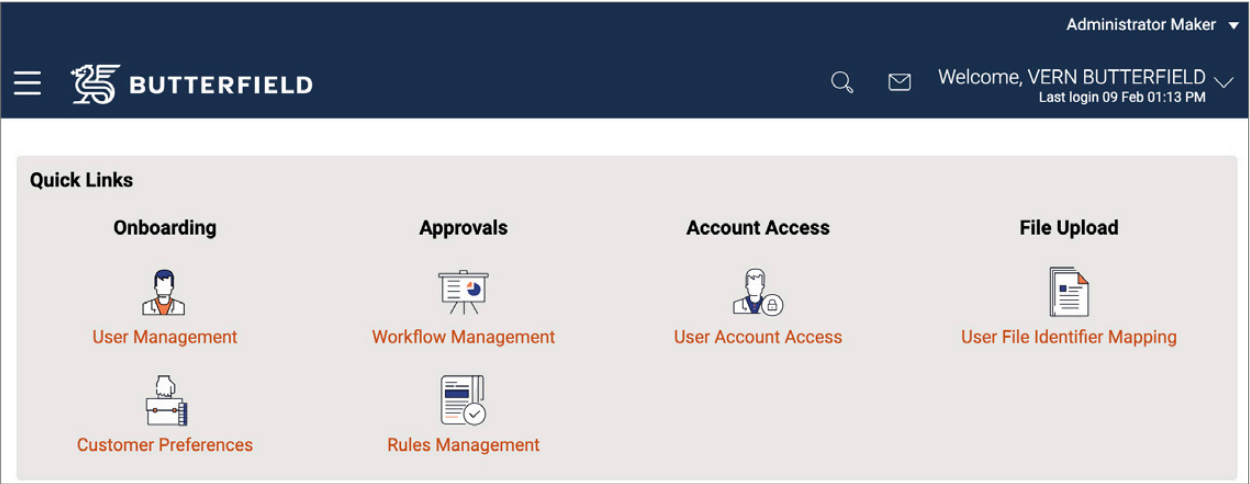 Administrator Maker
BUTTERFIELD
Welcome, VERN BUTTERFIELD
Last login 09 Feb 01:13 PM
Quick Links
Onboarding Approvals Account Access File Upload
User Management Workflow Management User Account Access User File Identifier Mapping
Customer Preferences Rules Management